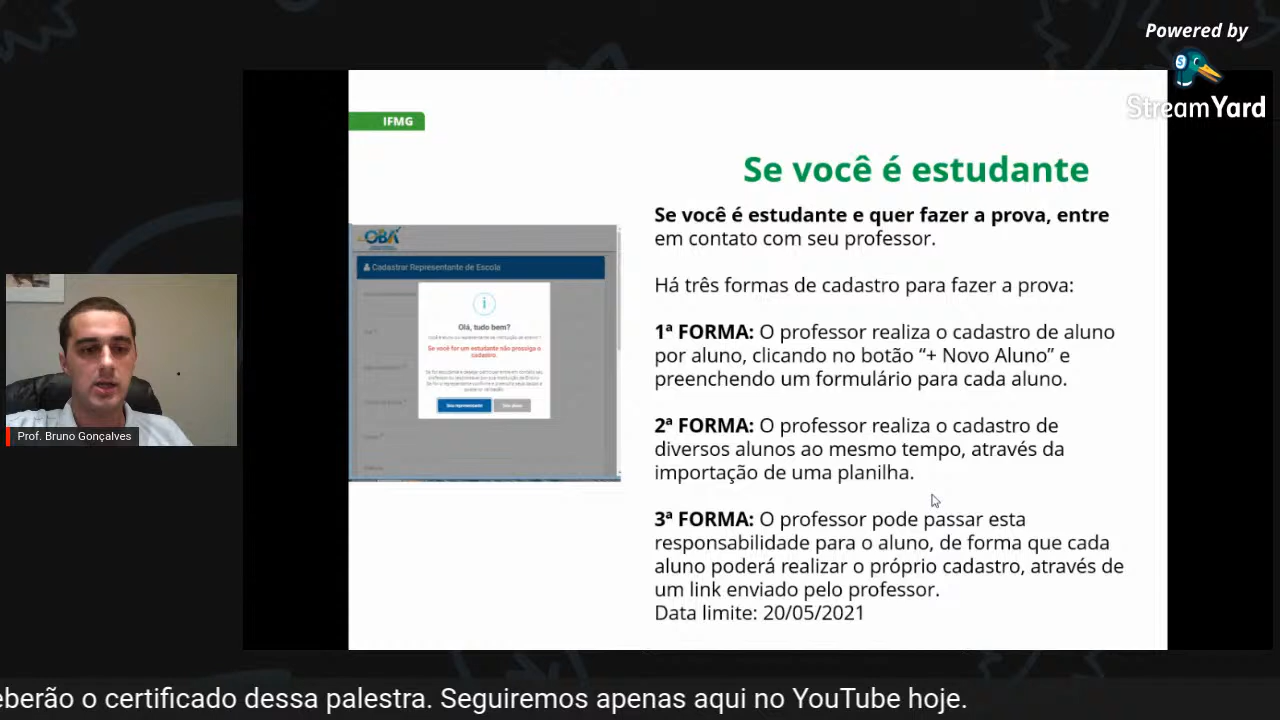 Powered by
StreamYard
IFMG
Se você é estudante
Se você é estudante e quer fazer a prova, entre
em contato com seu professor.
Há três formas de cadastro para fazer a prova:
1ª FORMA: O professor realiza o cadastro de aluno
por aluno, clicando no botão “+ Novo Aluno” e
preenchendo um formulário para cada aluno.
2ª FORMA: O professor realiza o cadastro de
diversos alunos ao mesmo tempo, através da
importação de uma planilha.
3ª FORMA: O professor pode passar esta
responsabilidade para o aluno, de forma que cada
aluno poderá realizar o próprio cadastro, através de
um link enviado pelo professor.
Data limite: 20/05/2021
OBA
Cadastrar Representante de Escola
Olá, tudo bem?
Se você for um estudante não prossiga o
cadastro.
Sou representante
Sou aluno
Prof. Bruno Gonçalves
eberão o certificado dessa palestra. Seguiremos apenas aqui no YouTube hoje.